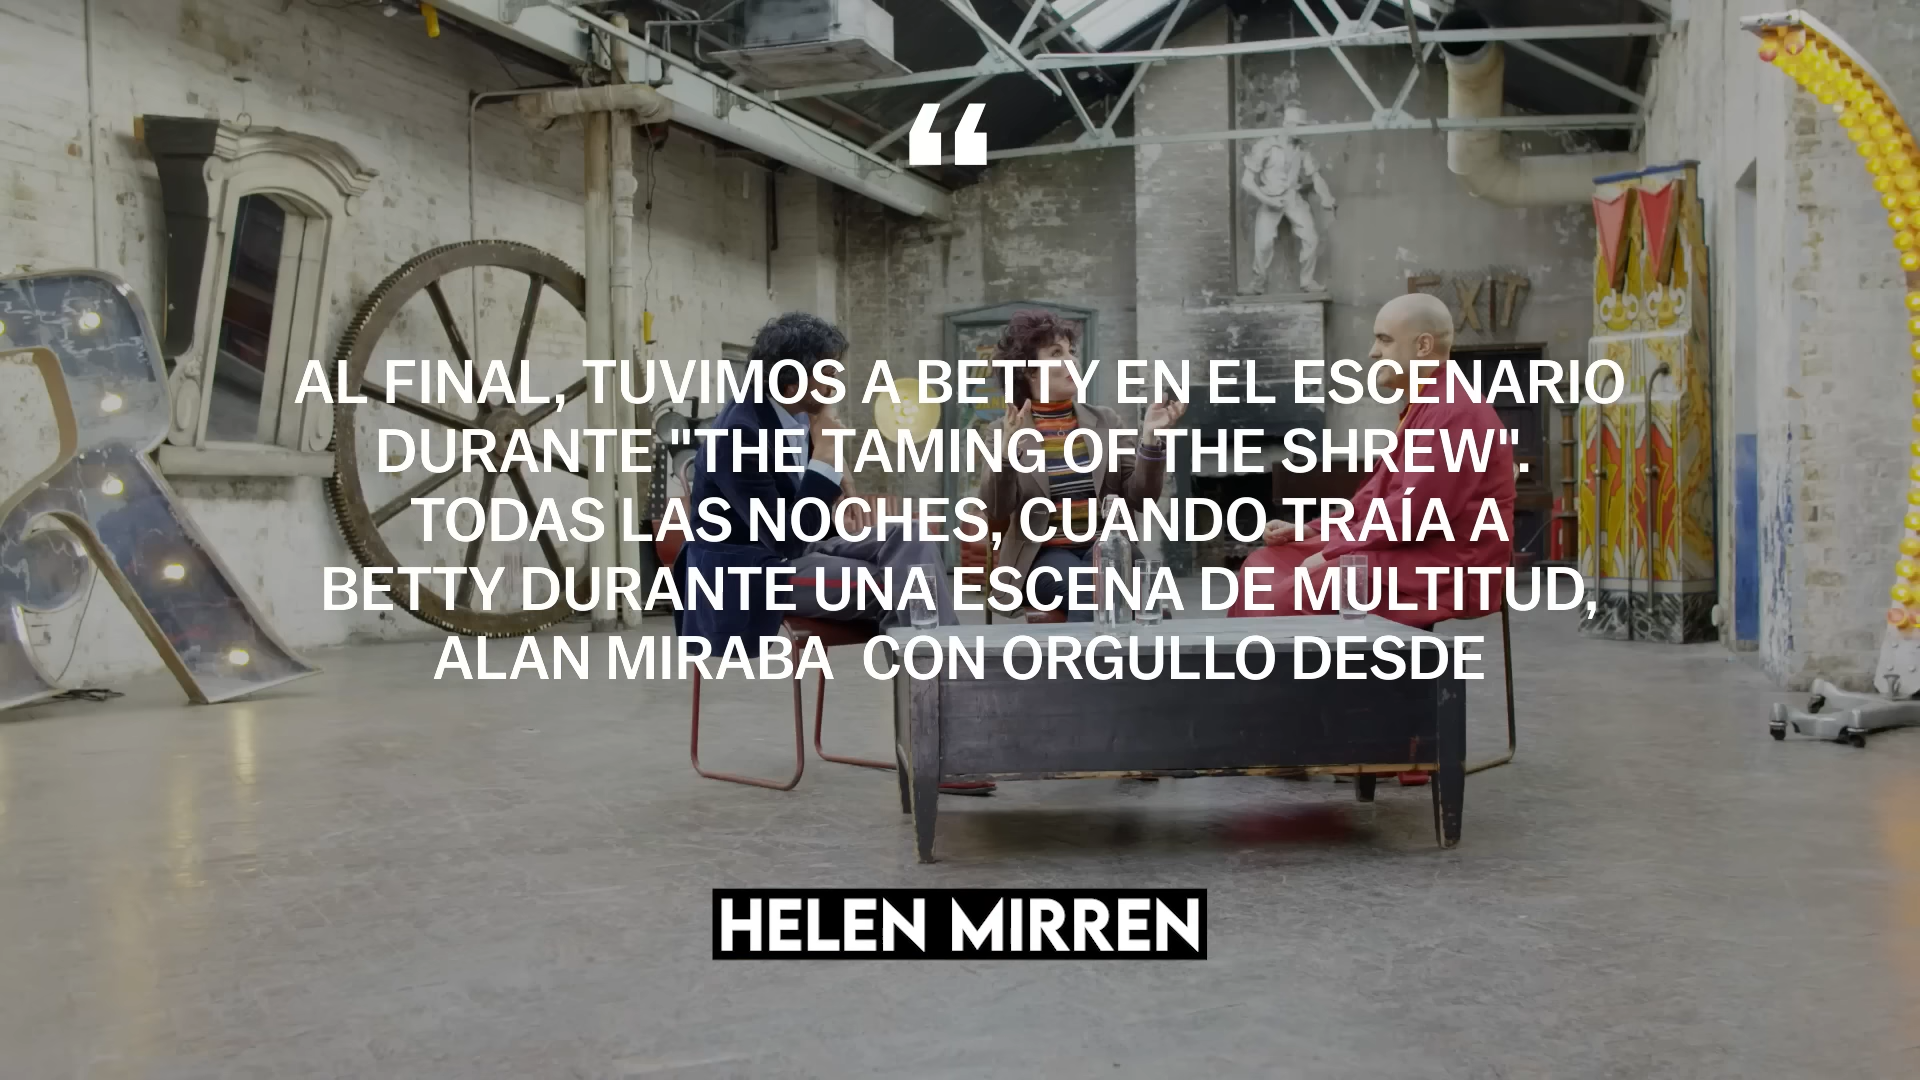 “
EXIT
AL FINAL, TUVIMOS A BETTY EN EL ESCENARIO
DURANTE "THE TAMING OF THE SHREW".
TODAS LAS NOCHES, CUANDO TRAÍA A
BETTY DURANTE UNA ESCENA DE MULTITUD,
ALAN MIRABA  CON ORGULLO DESDE
HELEN MIRREN